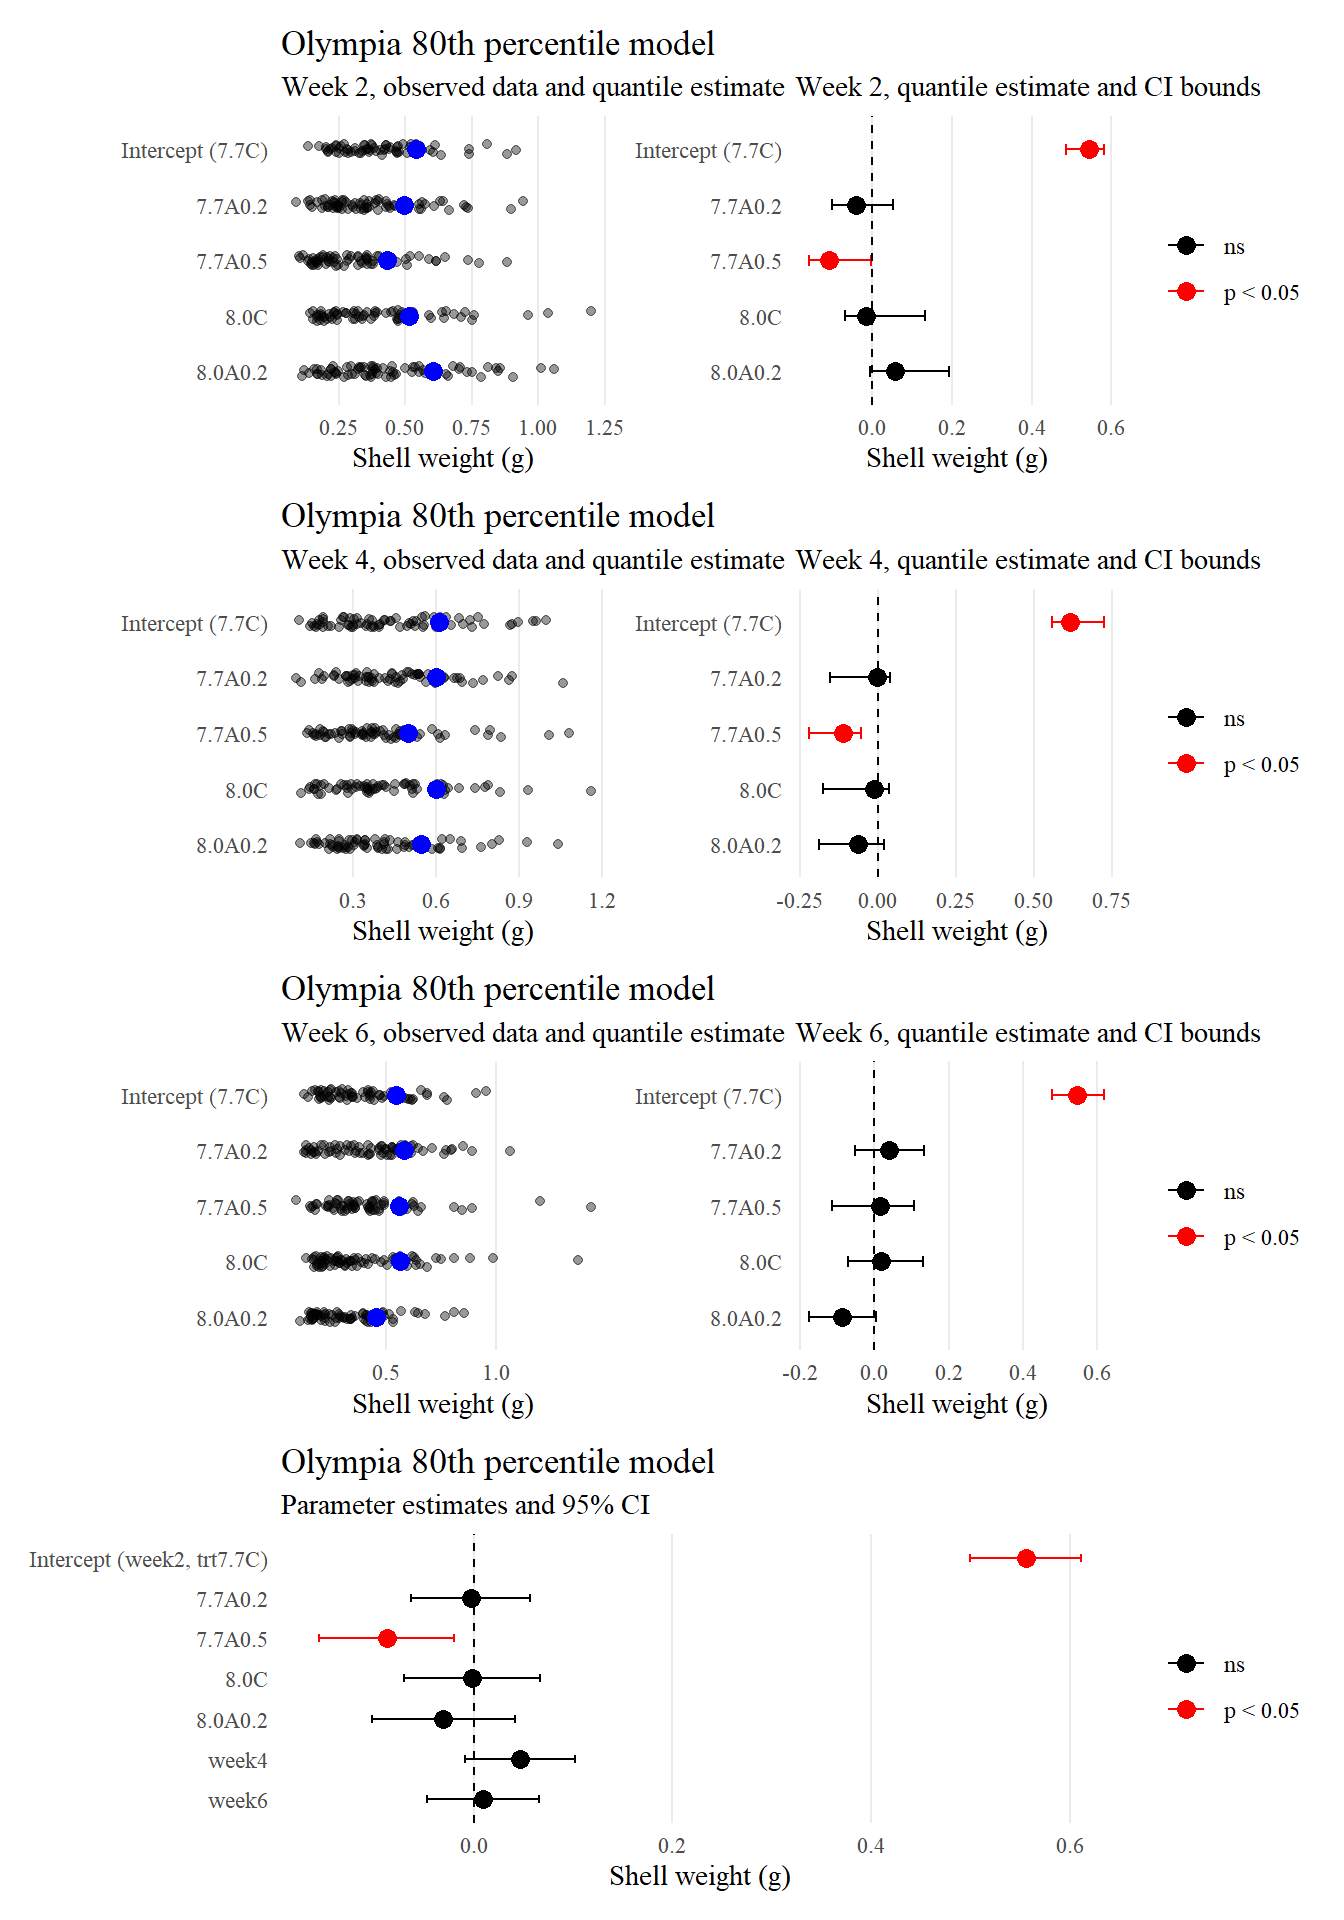 Olympia 80th percentile model
Week 2, observed data and quantile estimate
Intercept (7.7C)
7.7A0.2
7.7A0.5
8.0C
8.0A0.2
0.25 0.50 0.75 1.00 1.25
Shell weight (g)
Week 2, quantile estimate and CI bounds
Intercept (7.7C)
7.7A0.2
7.7A0.5
8.0C
8.0A0.2
0.0 0.2 0.4 0.6
Shell weight (g)
ns
p < 0.05
Olympia 80th percentile model
Week 4, observed data and quantile estimate
Intercept (7.7C)
7.7A0.2
7.7A0.5
8.0C
8.0A0.2
0.3 0.6 0.9 1.2
Shell weight (g)
Week 4, quantile estimate and CI bounds
Intercept (7.7C)
7.7A0.2
7.7A0.5
8.0C
8.0A0.2
-0.25 0.00 0.25 0.50 0.75
Shell weight (g)
ns
p < 0.05
Olympia 80th percentile model
Week 6, observed data and quantile estimate
Intercept (7.7C)
7.7A0.2
7.7A0.5
8.0C
8.0A0.2
0.5 1.0
Shell weight (g)
Week 6, quantile estimate and CI bounds
Intercept (7.7C)
7.7A0.2
7.7A0.5
8.0C
8.0A0.2
-0.2 0.0 0.2 0.4 0.6
Shell weight (g)
ns
p < 0.05
Olympia 80th percentile model
Parameter estimates and 95% CI
Intercept (week2, trt7.7C)
7.7A0.2
7.7A0.5
8.0C
8.0A0.2
week4
week6
0.0 0.2 0.4 0.6
Shell weight (g)
ns
p < 0.05